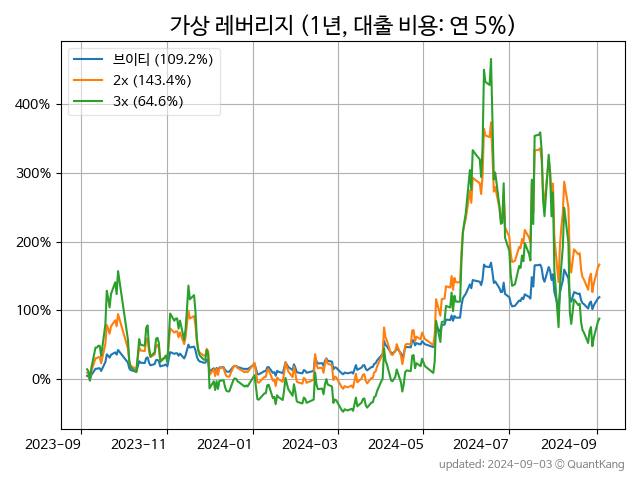 가상 레버리지 (1년, 대출 비용: 연 5%)
브이티 (109.2%)
2x (143.4%)
3x (64.6%)
400%
300%
200%
100%
0%
2023-09
2023-11
2024-01
2024-03
2024-05
2024-07
2024-09
updated: 2024-09-03 © QuantKang